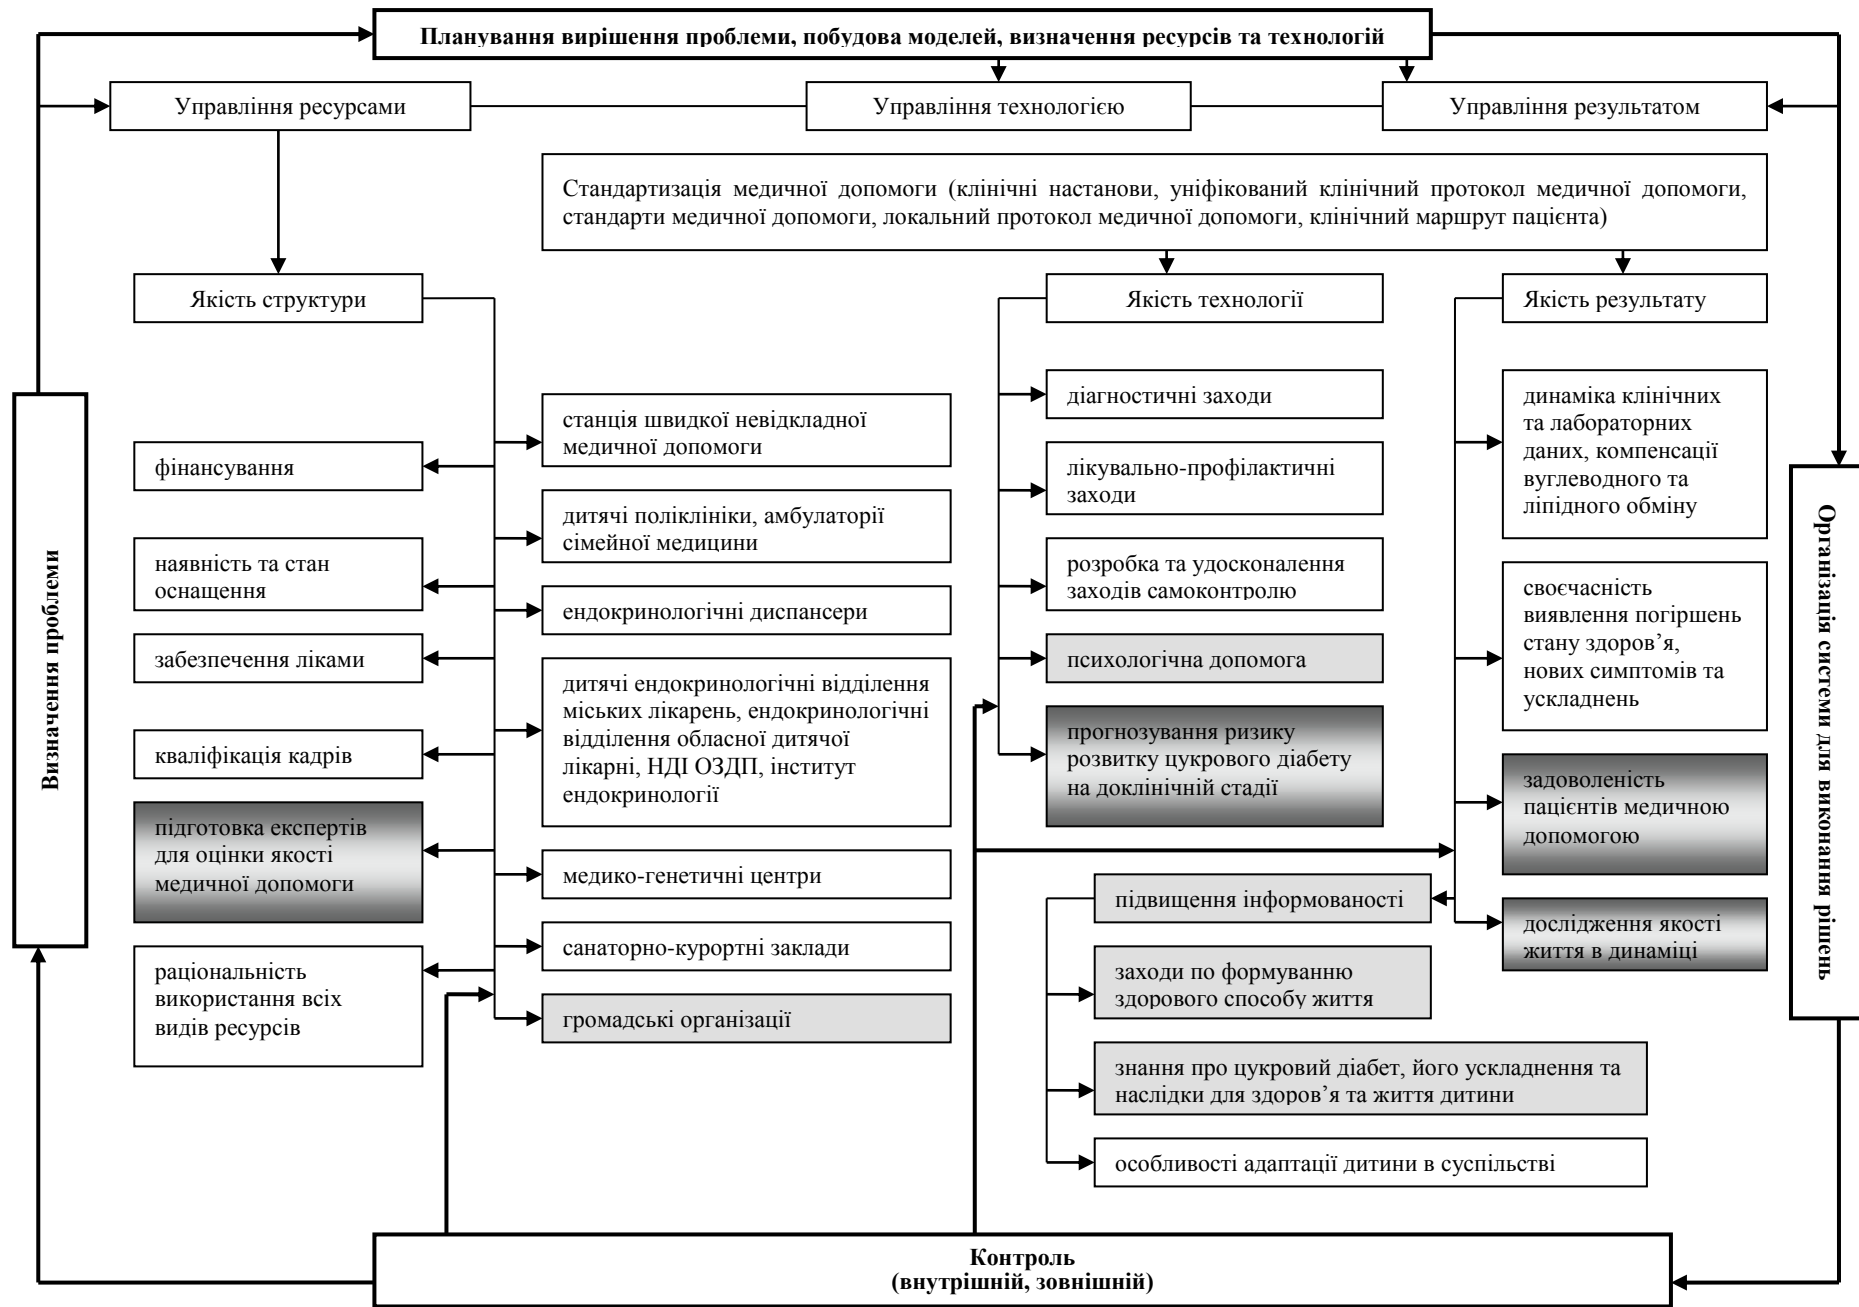 Планування вирішення проблеми, побудова моделей, визначення ресурсів та технологій
Управління ресурсами
Управління технологією
Управління результатом
Стандартизація медичної допомоги (клінічні настанови, уніфікований клінічний протокол медичної допомоги,
стандарти медичної допомоги, локальний протокол медичної допомоги, клінічний маршрут пацієнта)
Якість структури
Якість технології
Якість результату
Визначення проблеми
фінансування
наявність та стан
оснащення
забезпечення ліками
кваліфікація кадрів
підготовка експертів
для оцінки якості
медичної допомоги
раціональність
використання всіх
видів ресурсів
станція швидкої невідкладної
медичної допомоги
дитячі поліклініки, амбулаторії
сімейної медицини
ендокринологічні диспансери
дитячі ендокринологічні відділення
міських лікарень, ендокринологічні
відділення обласної дитячої
лікарні, НДІ ОЗДП, інститут
ендокринології
медико-генетичні центри
санаторно-курортні заклади
громадські організації
діагностичні заходи
лікувально-профілактичні
заходи
розробка та удосконалення
заходів самоконтролю
психологічна допомога
прогнозування ризику
розвитку цукрового діабету
на доклінічній стадії
динаміка клінічних
та лабораторних
даних, компенсації
вуглеводного та
ліпідного обміну
своєчасність
виявлення погіршень
стану здоров’я,
нових симптомів та
ускладнень
задоволеність
пацієнтів медичною
допомогою
дослідження якості
життя в динаміці
підвищення інформованості
заходи по формуванню
здорового способу життя
знання про цукровий діабет, його ускладнення та
наслідки для здоров’я та життя дитини
особливості адаптації дитини в суспільстві
Організація системи для виконання рішень
Контроль
(внутрішній, зовнішній)